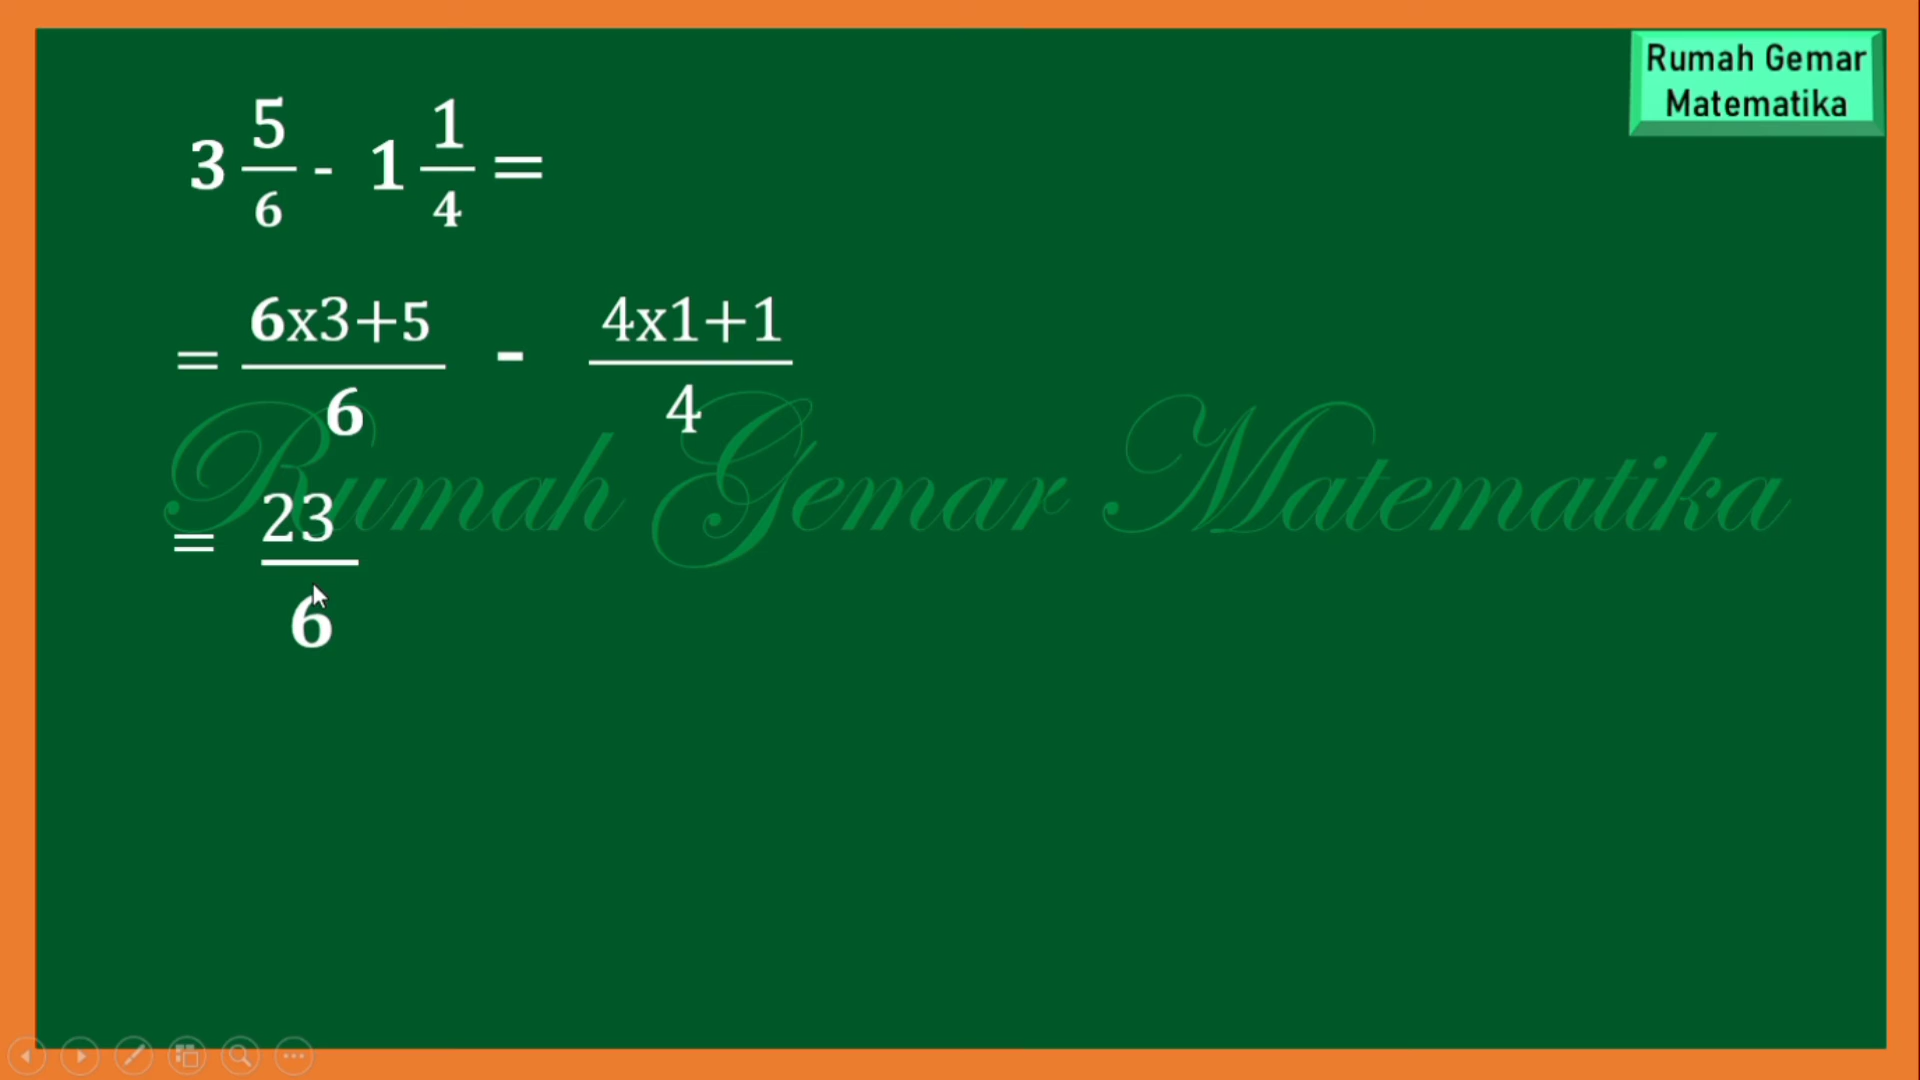 Rumah Gemar
Matematika
3 5/6 - 1 1/4 =
= 6x3+5/6 - 4x1+1/4
Rumah Gemar Matematika
= 23/6